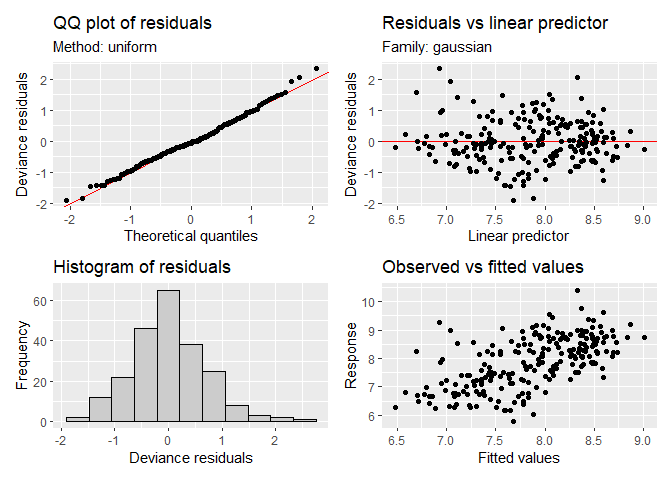 QQ plot of residuals
Method: uniform
Deviance residuals
2
1
0
-1
-2
-2
-1
0
1
2
Theoretical quantiles
Residuals vs linear predictor
Family: gaussian
Deviance residuals
2
1
0
-1
-2
6.5
7.0
7.5
8.0
8.5
9.0
Linear predictor
Histogram of residuals
Frequency
60
40
20
0
-2
-1
0
1
2
Deviance residuals
Observed vs fitted values
Response
10
9
8
7
6
6.5
7.0
7.5
8.0
8.5
9.0
Fitted values